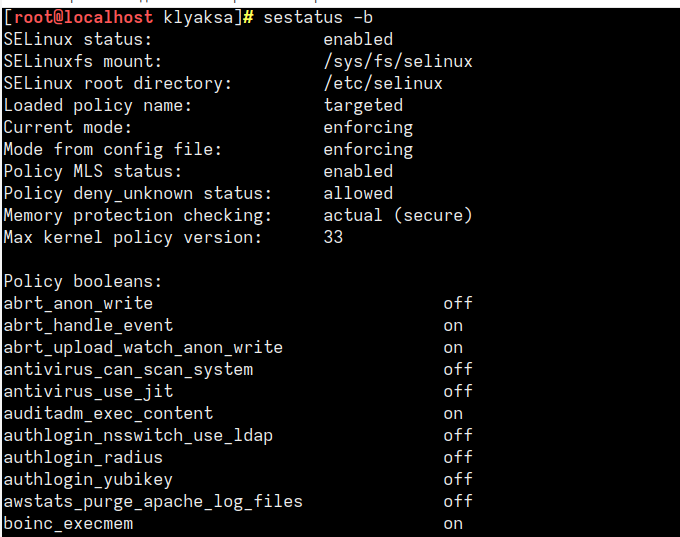 [root@localhost klyaksa]# sestatus -b
SELinux status:                 enabled
SELinuxfs mount:                /sys/fs/selinux
SELinux root directory:         /etc/selinux
Loaded policy name:             targeted
Current mode:                   enforcing
Mode from config file:          enforcing
Policy MLS status:              enabled
Policy deny_unknown status:     allowed
Memory protection checking:     actual (secure)
Max kernel policy version:      33

Policy booleans:
abrt_anon_write                             off
abrt_handle_event                           on
abrt_upload_watch_anon_write                on
antivirus_can_scan_system                   off
antivirus_use_jit                           off
auditadm_exec_content                       on
authlogin_nsswitch_use_ldap                 off
authlogin_radius                            off
authlogin_yubikey                           off
awstats_purge_apache_log_files              off
boinc_execmem                               on